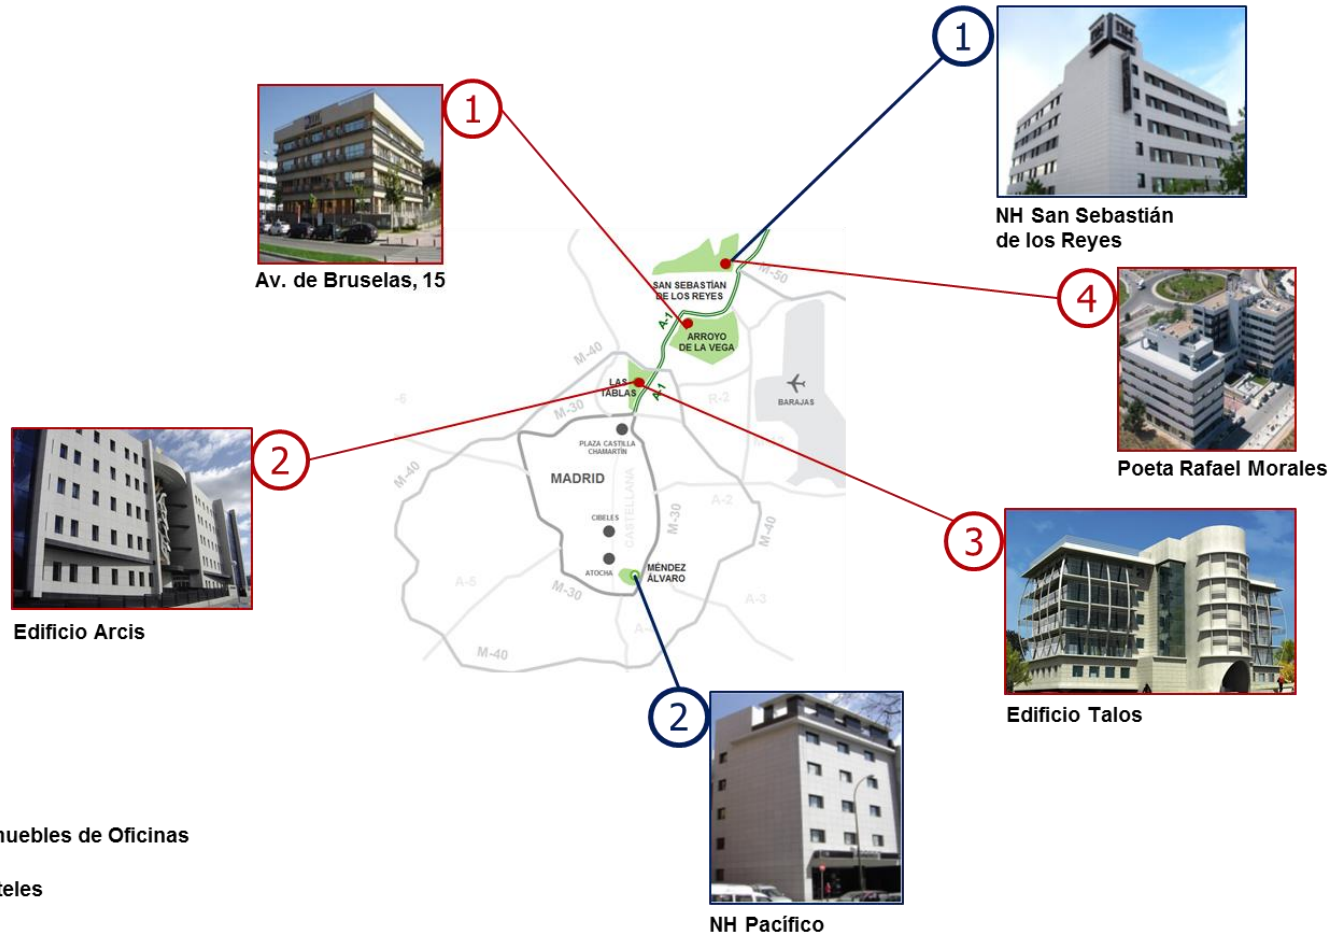 1
NH San Sebastián
de los Reyes
1
Av. de Bruselas, 15
4
Poeta Rafael Morales
M-50
SAN SEBASTÍAN
DE LOS REYES
A-1
ARROYO
DE LA VEGA
M-40
LAS
TABLAS
A-1
R-2
BARAJAS
-6
M-30
PLAZA CASTILLA
CHAMARTÍN
2
Edificio Arcis
M-40
MADRID
CASTELLANA
A-2
M-30
M-40
CIBELES
ATOCHA
MÉNDEZ
ÁLVARO
A-5
M-30
A-3
A-
M-40
3
Edificio Talos
2
NH Pacífico
muebles de Oficinas
teles